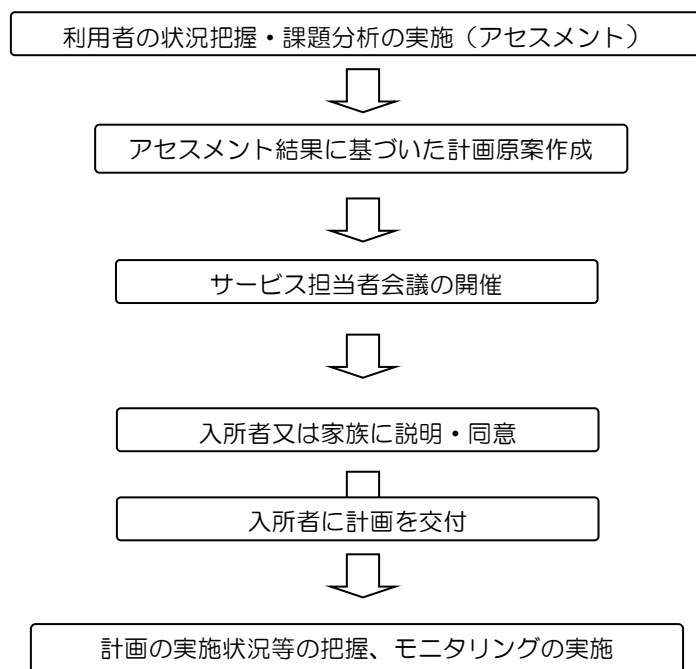 利用者の状況把握・課題分析の実施（アセスメント）
アセスメント結果に基づいた計画原案作成
サービス担当者会議の開催
入所者又は家族に説明・同意
入所者に計画を交付
計画の実施状況等の把握、モニタリングの実施